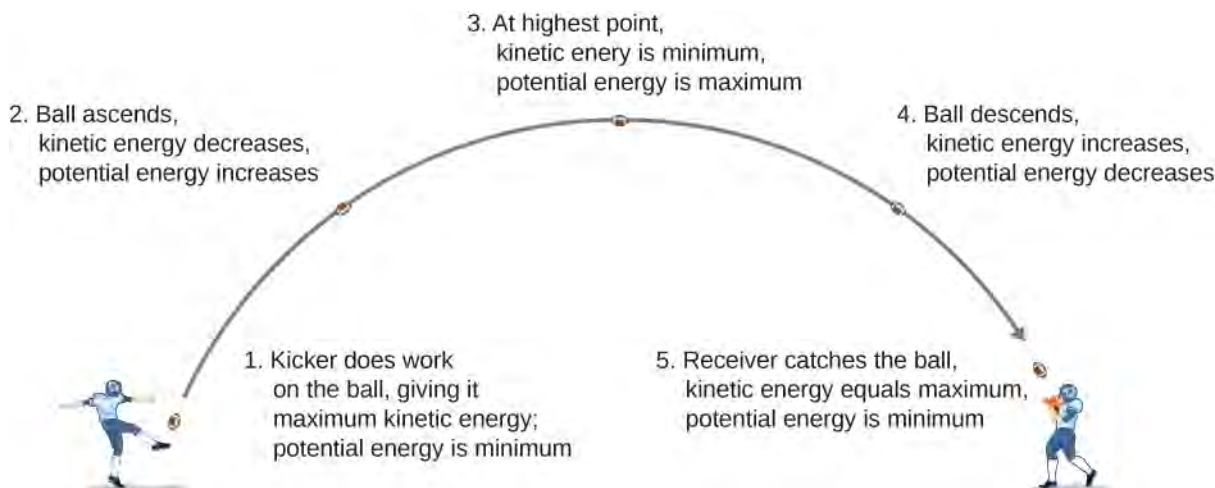 3. At highest point,
kinetic enery is minimum,
potential energy is maximum
2. Ball ascends,
kinetic energy decreases,
potential energy increases
4. Ball descends,
kinetic energy increases,
potential energy decreases
1. Kicker does work
on the ball, giving it
maximum kinetic energy;
potential energy is minimum
5. Receiver catches the ball,
kinetic energy equals maximum,
potential energy is minimum